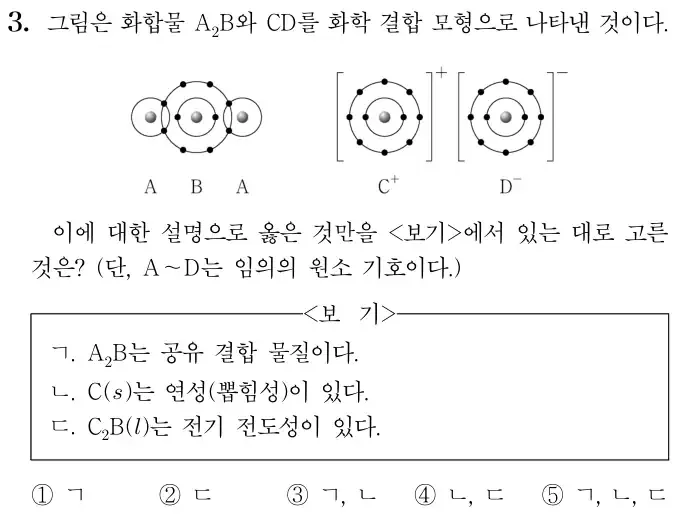 3. 그림은 화합물 A₂B와 CD를 화학 결합 모형으로 나타낸 것이다.
+ −
A B A C⁺ D⁻
이에 대한 설명으로 옳은 것만을 <보기>에서 있는 대로 고른
것은? (단, A~D는 임의의 원소 기호이다.)
<보 기>
ㄱ. A₂B는 공유 결합 물질이다.
ㄴ. C(s)는 연성(뽑힘성)이 있다.
ㄷ. C₂B(l)는 전기 전도성이 있다.
① ㄱ ② ㄷ ③ ㄱ, ㄴ ④ ㄴ, ㄷ ⑤ ㄱ, ㄴ, ㄷ